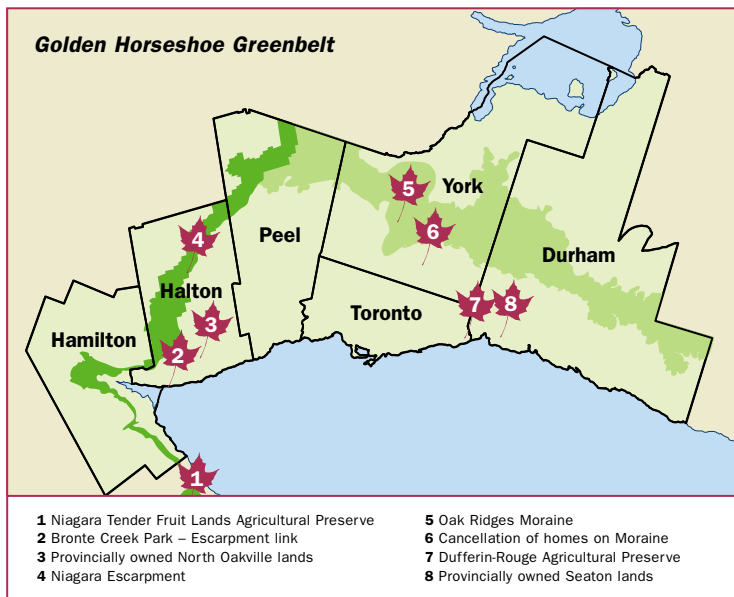 Golden Horseshoe Greenbelt
5
York
6
Peel
4
Durham
Halton
7
8
Toronto
3
Hamilton
2
1
1 Niagara Tender Fruit Lands Agricultural Preserve
2 Bronte Creek Park – Escarpment link
3 Provincially owned North Oakville lands
4 Niagara Escarpment
5 Oak Ridges Moraine
6 Cancellation of homes on Moraine
7 Dufferin-Rouge Agricultural Preserve
8 Provincially owned Seaton lands